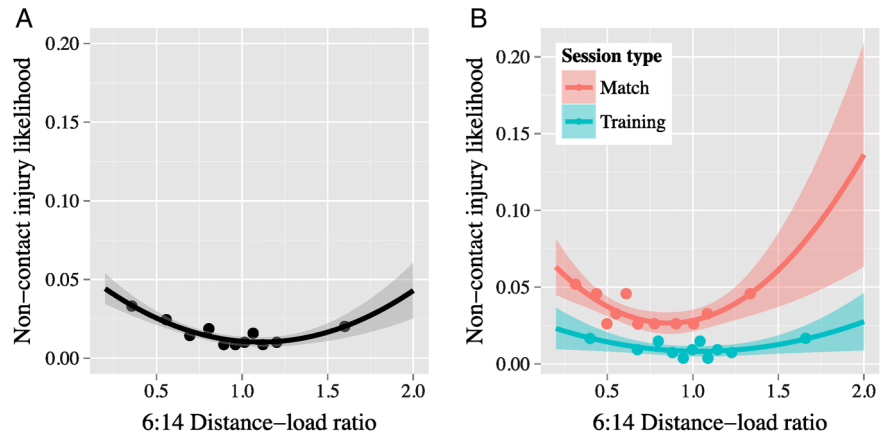 A
Non-contact injury likelihood
0.20
0.15
0.10
0.05
0.00
0.5 1.0 1.5 2.0
6:14 Distance-load ratio
B
Non-contact injury likelihood
0.20
0.15
0.10
0.05
0.00
Session type
Match
Training
0.5 1.0 1.5 2.0
6:14 Distance-load ratio